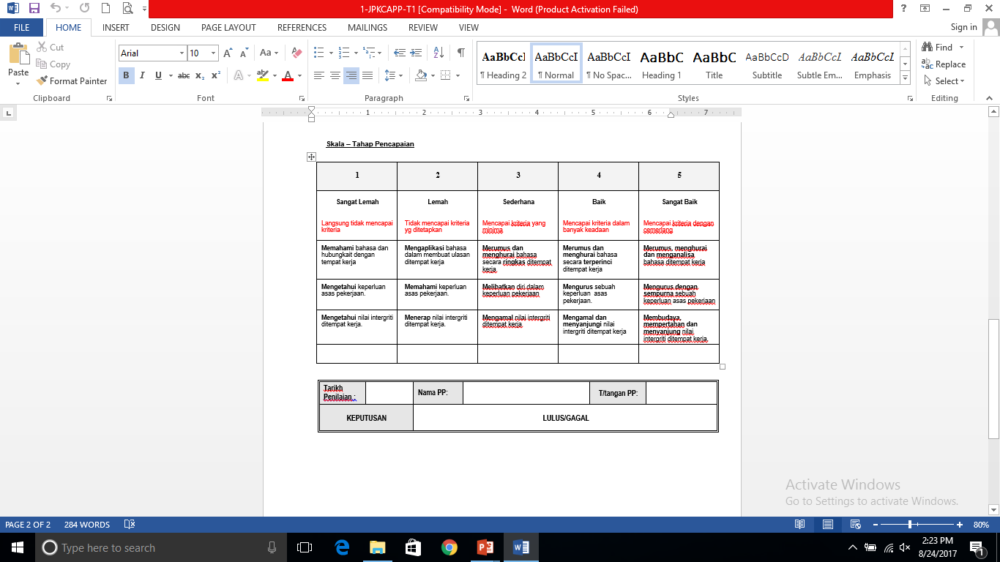 1-JPKCAPP-T1 [Compatibility Mode] - Word (Product Activation Failed)
FILE HOME INSERT DESIGN PAGE LAYOUT REFERENCES MAILINGS REVIEW VIEW Sign in
Paste
Cut
Copy
Format Painter
Clipboard
Arial 10
Font
Paragraph
AaBbCcI AaBbCcI AaBbCcI AaBbC AaBbC AaBbCcD AaBbCcL AaBbCcI
¶ Heading 2 ¶ Normal ¶ No Spac... Heading 1 Title Subtitle Subtle Em... Emphasis
Styles
Find
Replace
Select
Editing
1 2 3 4 5 6 7
Skala – Tahap Pencapaian
1 2 3 4 5
Sangat Lemah
Langsung tidak mencapai
kriteria
Lemah
Tidak mencapai kriteria
yg ditetapkan
Sederhana
Mencapai kriteria yang
minima
Baik
Mencapai kriteria dalam
banyak keadaan
Sangat Baik
Mencapai kriteria dengan
cemerlang
Memahami bahasa dan
hubungkait dengan
tempat kerja
Mengaplikasi bahasa
dalam membuat ulasan
ditempat kerja
Merumus dan
menghurai bahasa
secara ringkas ditempat
kerja.
Merumus dan
menghurai bahasa
secara terperinci
ditempat kerja
Merumus, menghurai
dan menganalisa
bahasa ditempat kerja
Mengetahui keperluan
asas pekerjaan.
Memahami keperluan
asas pekerjaan.
Melibatkan diri dalam
keperluan pekerjaan
Mengurus sebuah
keperluan asas
pekerjaan.
Mengurus dengan
sempurna sebuah
keperluan asas pekerjaan
Mengetahui nilai intergriti
ditempat kerja.
Menerap nilai intergriti
ditempat kerja.
Mengamal nilai intergriti
ditempat kerja.
Mengamal dan
menyanjungi nilai
intergriti ditempat kerja
Membudaya,
mempertahan dan
menyanjung nilai
intergriti ditempat kerja.
Tarikh
Penilaian :
Nama PP:
T/tangan PP:
KEPUTUSAN
LULUS/GAGAL
Activate Windows
Go to Settings to activate Windows.
PAGE 2 OF 2 284 WORDS 80%
Type here to search
2:23 PM
8/24/2017
1